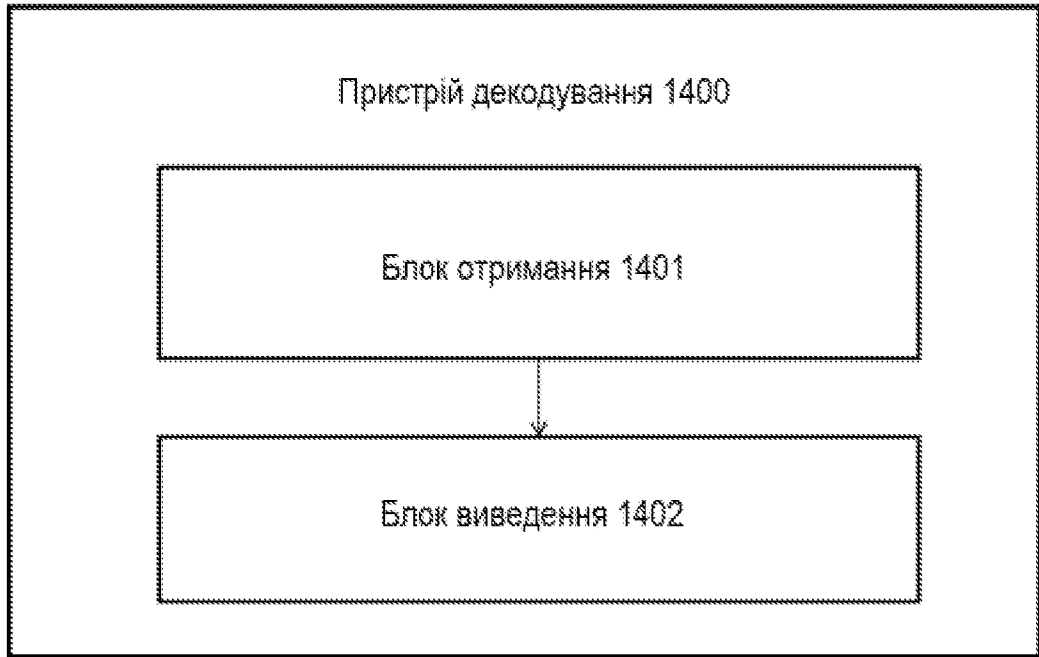 Пристрій декодування 1400
Блок отримання 1401
Блок виведення 1402